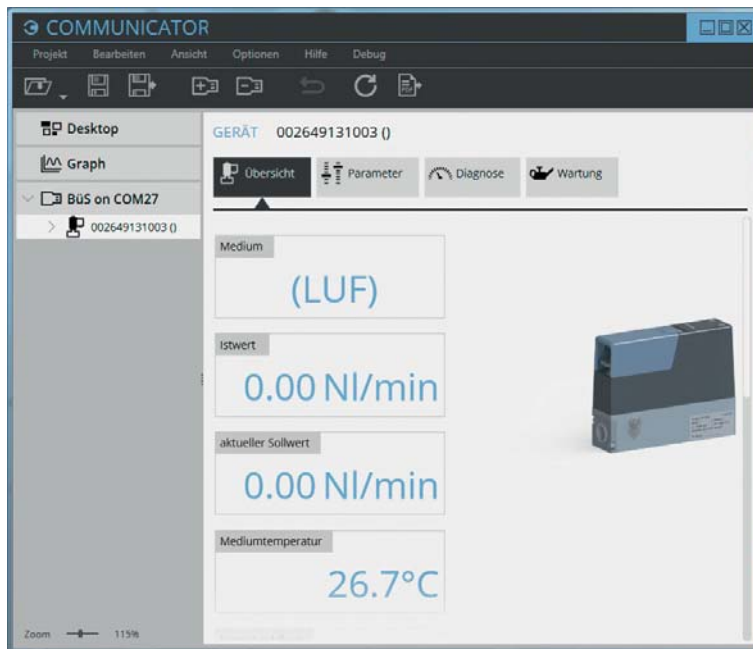 COMMUNICATOR
Projekt Bearbeiten Ansicht Optionen Hilfe Debug
PDF
Desktop
Graph
BüS on COM27
002649131003 ()
GERÄT 002649131003 ()
Übersicht Parameter Diagnose Wartung
Medium
(LUF)
Istwert
0.00 Nl/min
aktueller Sollwert
0.00 Nl/min
Mediumtemperatur
26.7°C
Zoom 115%